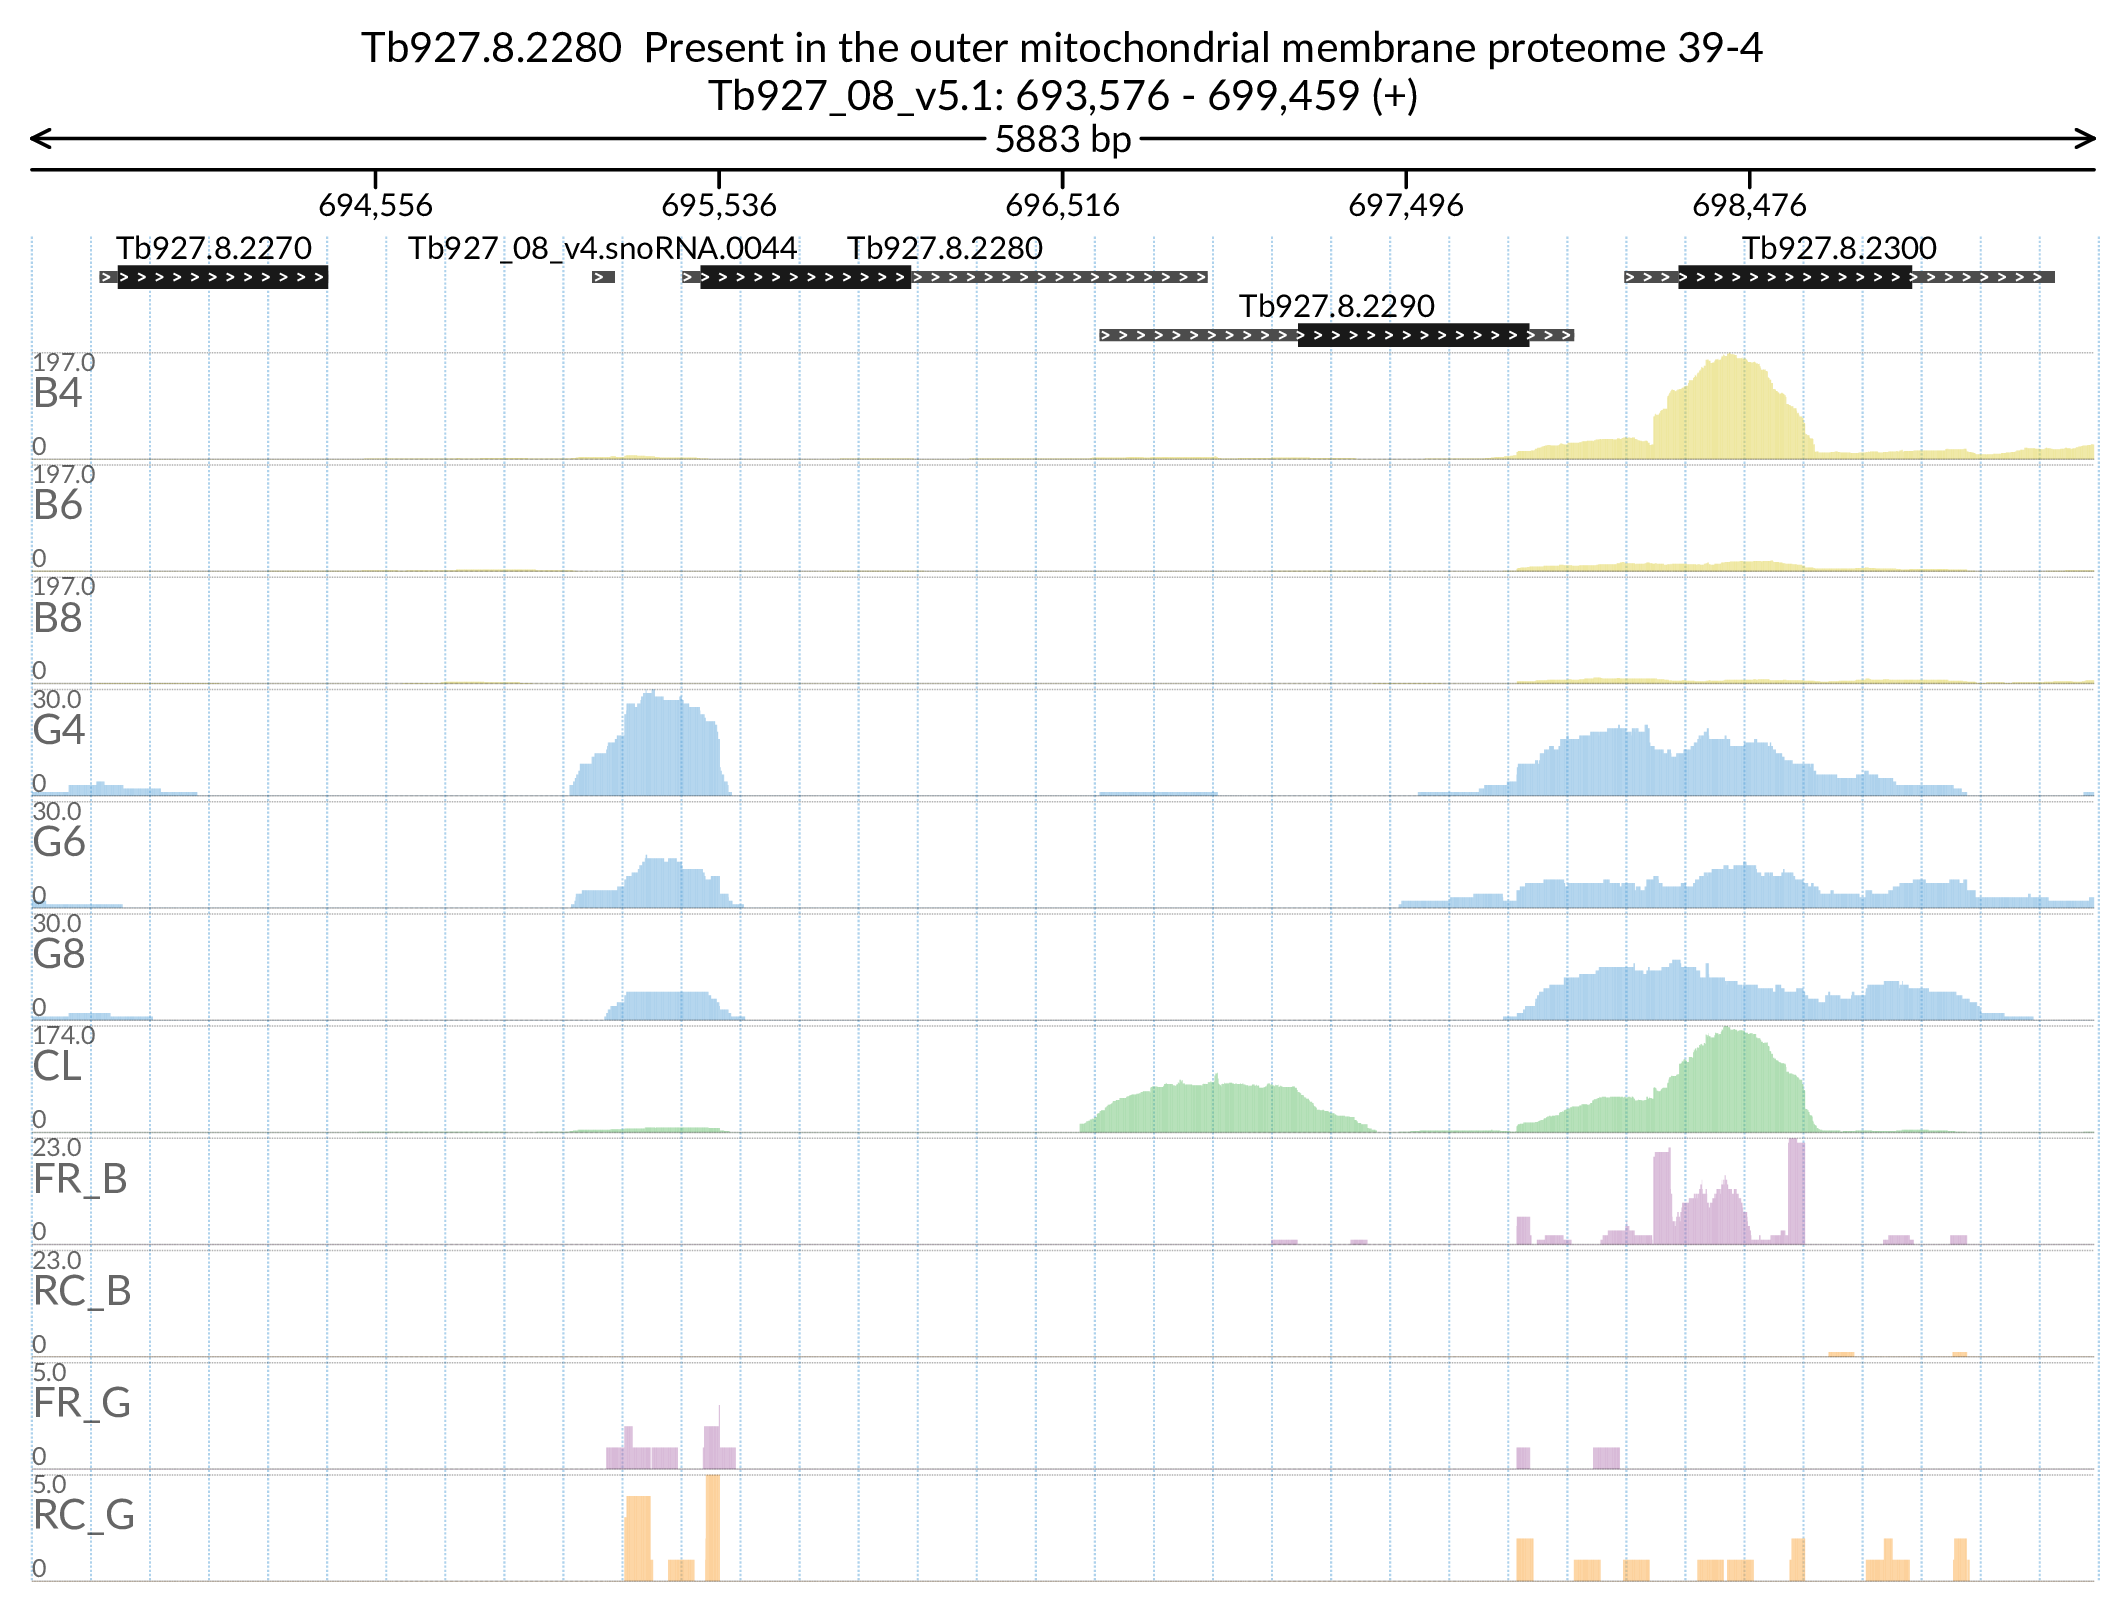 Tb927.8.2280  Present in the outer mitochondrial membrane proteome 39-4
Tb927_08_v5.1: 693,576 - 699,459 (+)
5883 bp
694,556 695,536 696,516 697,496 698,476
Tb927.8.2270 Tb927_08_v4.snoRNA.0044 Tb927.8.2280 Tb927.8.2300
Tb927.8.2290
197.0
B4
0
197.0
B6
0
197.0
B8
0
30.0
G4
0
30.0
G6
0
30.0
G8
0
174.0
CL
0
23.0
FR_B
0
23.0
RC_B
0
5.0
FR_G
0
5.0
RC_G
0